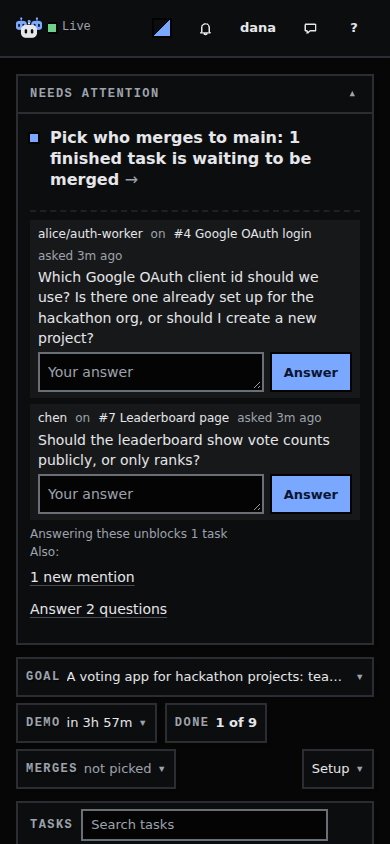 Live
dana
?
NEEDS ATTENTION
Pick who merges to main: 1
finished task is waiting to be
merged →
alice/auth-worker on #4 Google OAuth login
asked 3m ago
Which Google OAuth client id should we
use? Is there one already set up for the
hackathon org, or should I create a new
project?
Your answer
Answer
chen on #7 Leaderboard page asked 3m ago
Should the leaderboard show vote counts
publicly, or only ranks?
Your answer
Answer
Answering these unblocks 1 task
Also:
1 new mention
Answer 2 questions
GOAL A voting app for hackathon projects: tea…
DEMO in 3h 57m
DONE 1 of 9
MERGES not picked
Setup
TASKS
Search tasks